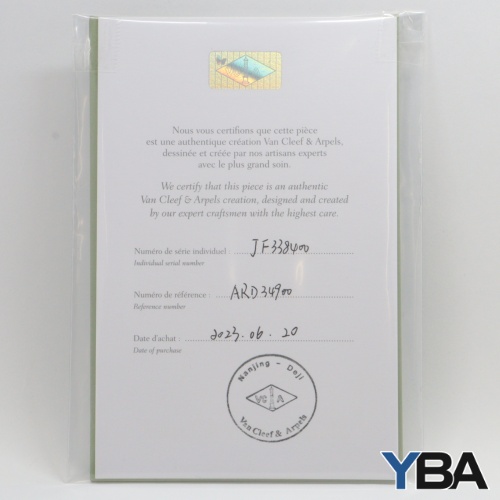 Nous vous certifions que cette pièce
est une authentique création Van Cleef & Arpels,
dessinée et créée par nos artisans experts
avec le plus grand soin.
We certify that this piece is an authentic
Van Cleef & Arpels creation, designed and created
by our expert craftsmen with the highest care.
Numéro de série individuel : JF338400
Individual serial number
Numéro de référence : ARD34900
Reference number
Date d'achat : 2023.06.20
Date of purchase
Nanjing - Deji
VC A
Van Cleef & Arpels
YBA